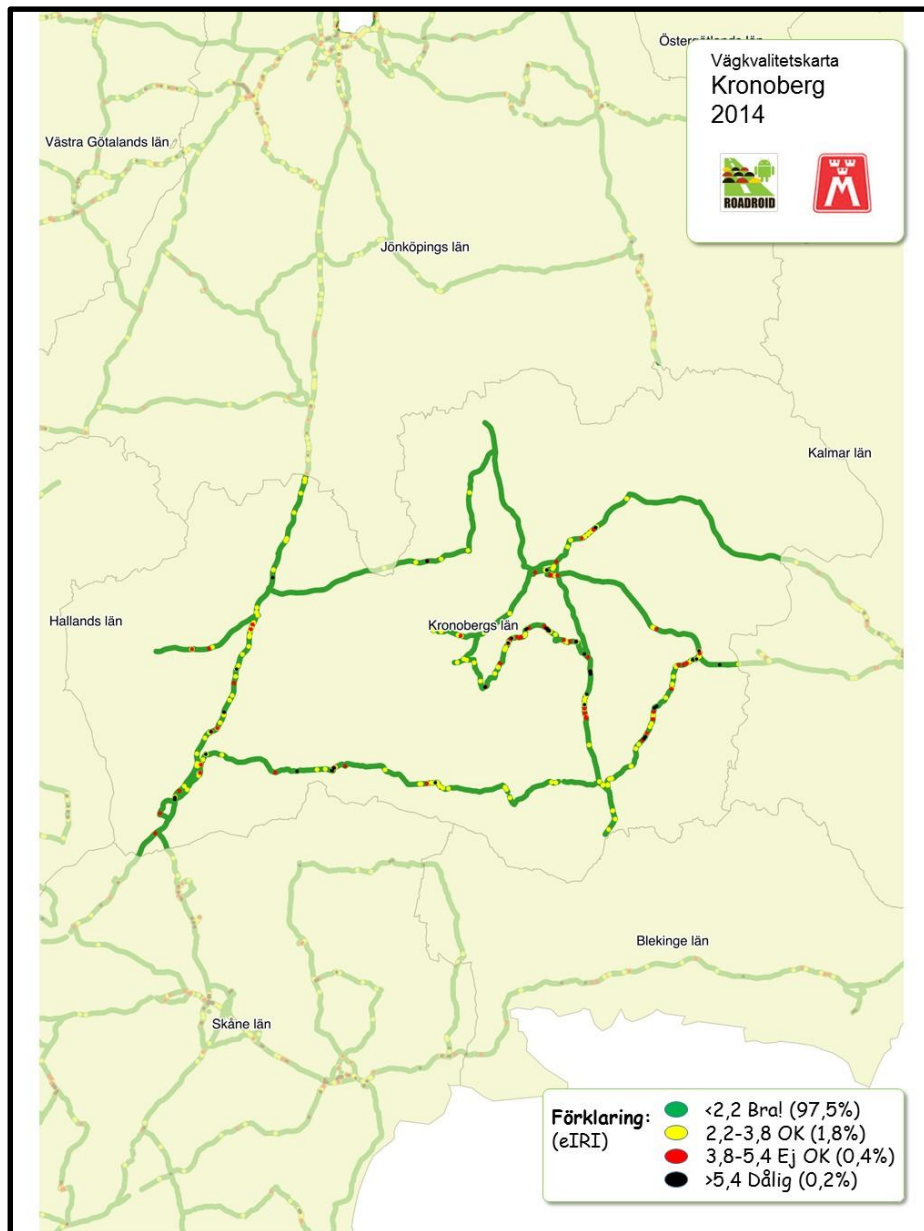 Östergötlands län
Vägkvalitetskarta
Kronoberg
2014
ROADROID
M
Västra Götalands län
Jönköpings län
Kalmar län
Hallands län
Kronobergs län
Blekinge län
Skåne län
Förklaring:
(eIRI)
<2,2 Bra! (97,5%)
2,2-3,8 OK (1,8%)
3,8-5,4 Ej OK (0,4%)
>5,4 Dålig (0,2%)